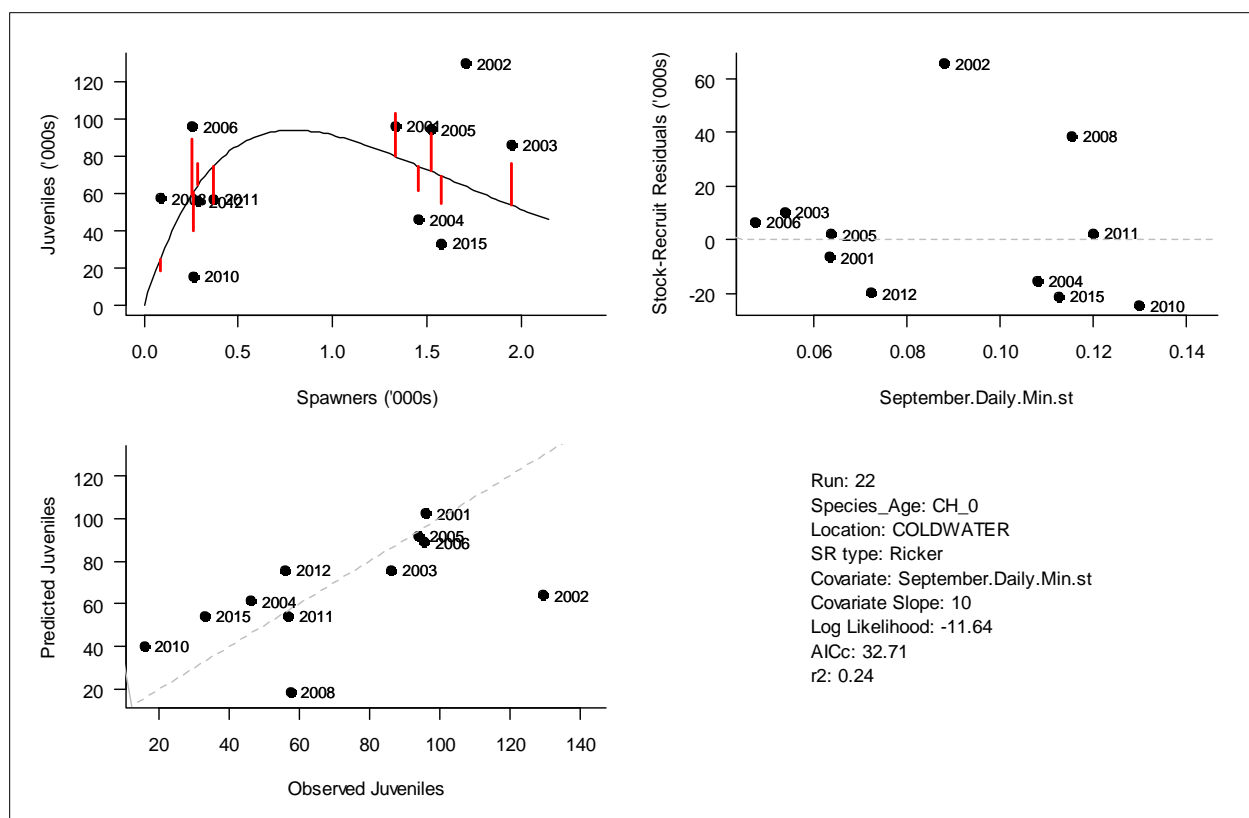 Juveniles ('000s)
120
100
80
60
40
20
0
2002
2006
2001
2005
2003
2008
2011
2012
2004
2015
2010
0.0 0.5 1.0 1.5 2.0
Spawners ('000s)
Stock-Recruit Residuals ('000s)
60
40
20
0
-20
2002
2008
2003
2006
2005
2011
2001
2004
2012
2015
2010
0.06 0.08 0.10 0.12 0.14
September.Daily.Min.st
Predicted Juveniles
120
100
80
60
40
20
2001
2005
2006
2012
2003
2004
2002
2015
2011
2010
2008
20 40 60 80 100 120 140
Observed Juveniles
Run: 22
Species_Age: CH_0
Location: COLDWATER
SR type: Ricker
Covariate: September.Daily.Min.st
Covariate Slope: 10
Log Likelihood: -11.64
AICc: 32.71
r2: 0.24